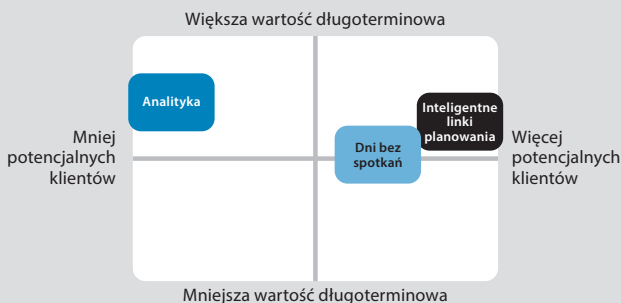 Większa wartość długoterminowa
Analityka
Inteligentne
linki
planowania
Mniej
potencjalnych
klientów
Dni bez
spotkań
Więcej
potencjalnych
klientów
Mniejsza wartość długoterminowa